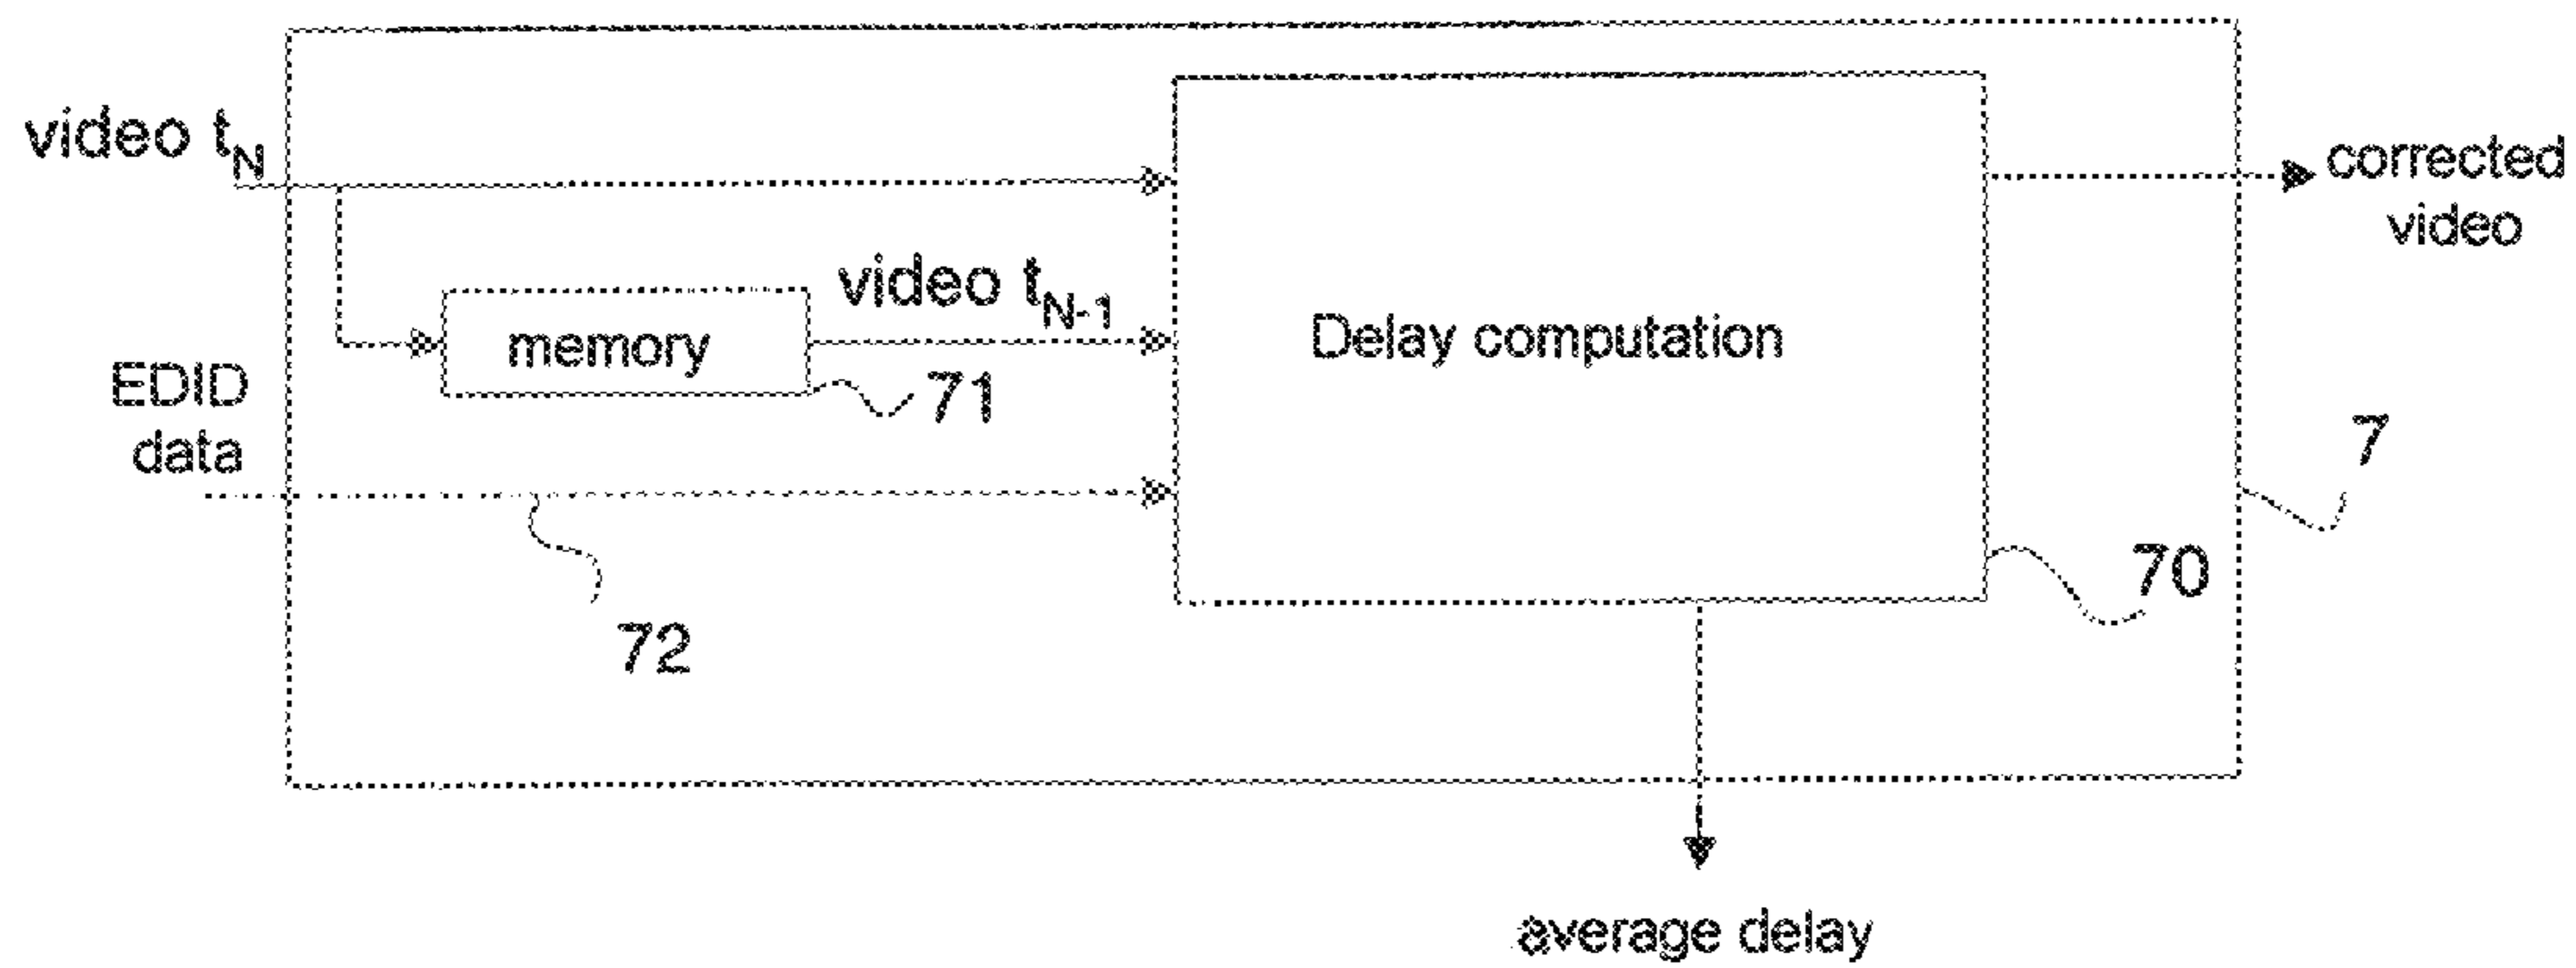 video tN
corrected
video
video tN-1
memory
Delay computation
EDID
data
71
7
70
72
average delay